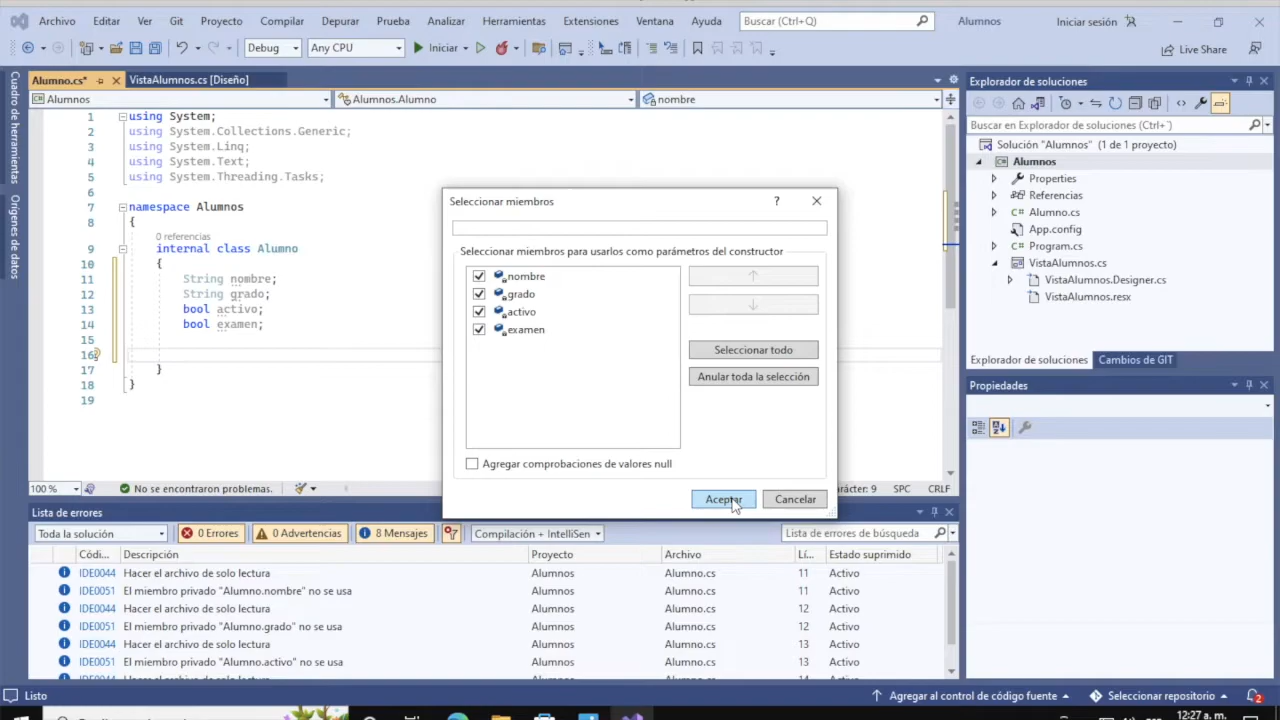 Archivo Editar Ver Git Proyecto Compilar Depurar Prueba Analizar Herramientas Extensiones Ventana Ayuda Buscar (Ctrl+Q) Alumnos Iniciar sesión
Debug Any CPU Iniciar Live Share
Cuadro de herramientas
Orígenes de datos
Alumno.cs* VistaAlumnos.cs [Diseño]
Alumnos Alumnos.Alumno nombre
1 using System;
2 using System.Collections.Generic;
3 using System.Linq;
4 using System.Text;
5 using System.Threading.Tasks;
6
7 namespace Alumnos
8 {
0 referencias
9 internal class Alumno
10 {
11 String nombre;
12 String grado;
13 bool activo;
14 bool examen;
15
16
17 }
18 }
19
100 % No se encontraron problemas. arácter: 9 SPC CRLF
Seleccionar miembros ?
Seleccionar miembros para usarlos como parámetros del constructor
nombre
grado
activo
examen
Seleccionar todo
Anular toda la selección
Agregar comprobaciones de valores null
Aceptar Cancelar
Explorador de soluciones
Buscar en Explorador de soluciones (Ctrl+´)
Solución "Alumnos" (1 de 1 proyecto)
Alumnos
Properties
Referencias
C# Alumno.cs
App.config
C# Program.cs
VistaAlumnos.cs
VistaAlumnos.Designer.cs
VistaAlumnos.resx
Explorador de soluciones Cambios de GIT
Propiedades
Lista de errores
Toda la solución 0 Errores 0 Advertencias 8 Mensajes Compilación + IntelliSen Lista de errores de búsqueda
Códi... Descripción Proyecto Archivo Lí... Estado suprimido
IDE0044 Hacer el archivo de solo lectura Alumnos Alumno.cs 11 Activo
IDE0051 El miembro privado "Alumno.nombre" no se usa Alumnos Alumno.cs 11 Activo
IDE0044 Hacer el archivo de solo lectura Alumnos Alumno.cs 12 Activo
IDE0051 El miembro privado "Alumno.grado" no se usa Alumnos Alumno.cs 12 Activo
IDE0044 Hacer el archivo de solo lectura Alumnos Alumno.cs 13 Activo
IDE0051 El miembro privado "Alumno.activo" no se usa Alumnos Alumno.cs 13 Activo
Listo Agregar al control de código fuente Seleccionar repositorio 2
12:27 a. m.